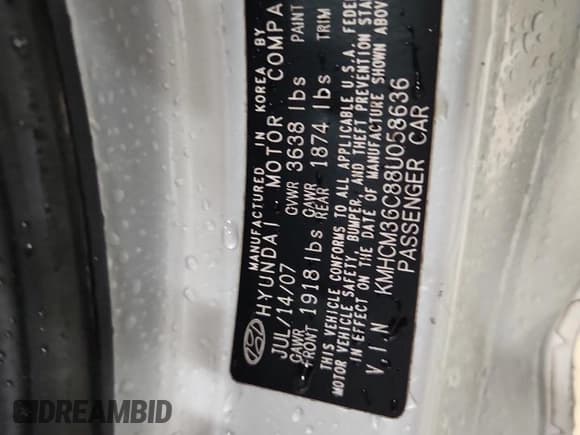 MANUFACTURED IN KOREA BY
HYUNDAI MOTOR COMPA
JUL/14/07 GVWR 3638 lbs PAINT
GAWR FRONT 1918 lbs GAWR REAR 1874 lbs TRIM
THIS VEHICLE CONFORMS TO ALL APPLICABLE U.S.A. FEDE
MOTOR VEHICLE SAFETY, BUMPER, AND THEFT PREVENTION STA
IN EFFECT ON THE DATE OF MANUFACTURE SHOWN ABOV
V.I.N KMHCM36C88U058636
PASSENGER CAR
DREAMBID